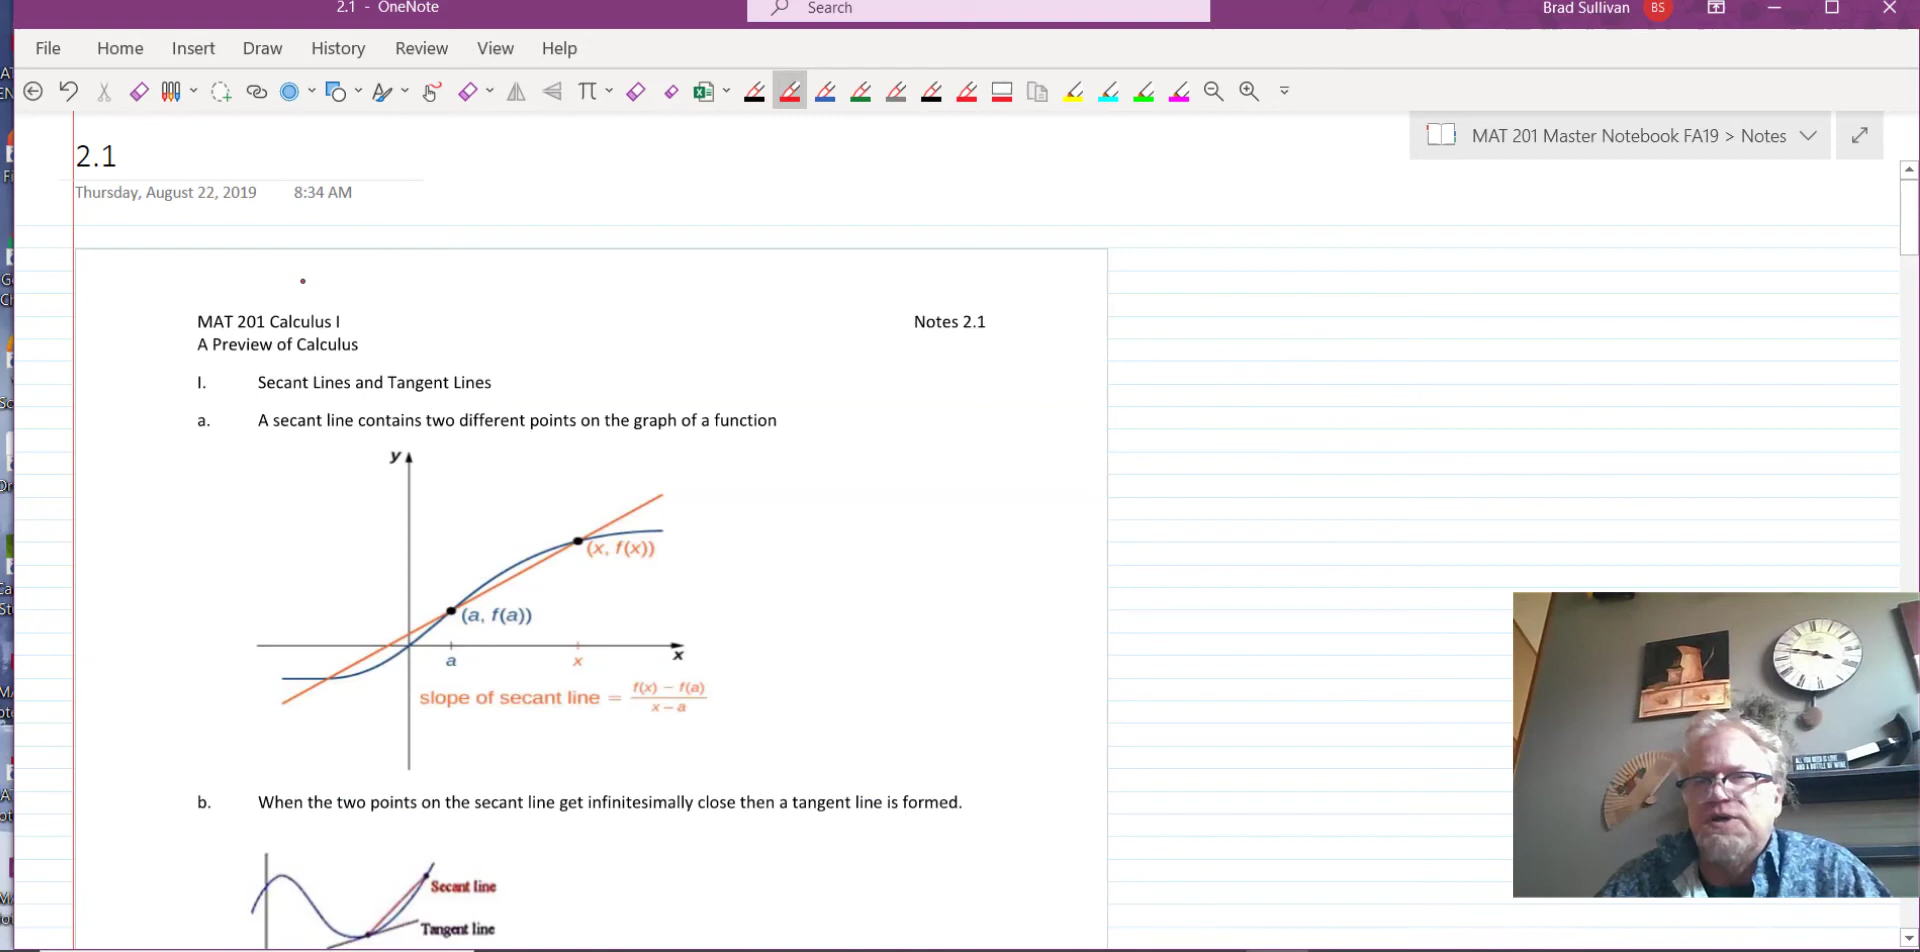 2.1 - OneNote
Search
Brad Sullivan
BS
File Home Insert Draw History Review View Help
2.1
MAT 201 Master Notebook FA19 > Notes
Thursday, August 22, 2019 8:34 AM
MAT 201 Calculus I Notes 2.1
A Preview of Calculus
I. Secant Lines and Tangent Lines
a. A secant line contains two different points on the graph of a function
y
(x, f(x))
(a, f(a))
a x x
slope of secant line = f(x) − f(a) / x − a
b. When the two points on the secant line get infinitesimally close then a tangent line is formed.
Secant line
Tangent line